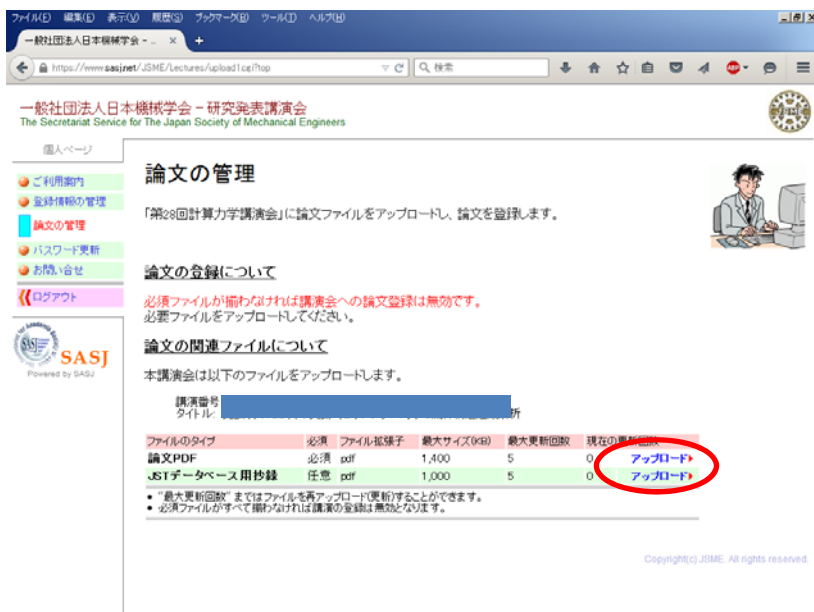 ファイル(F) 編集(E) 表示(V) 履歴(S) ブックマーク(B) ツール(T) ヘルプ(H)
一般社団法人日本機械学会 - ... × +
https://www.sasj.net/JSME/Lectures/upload1.cgi?top
検索
ABP
一般社団法人日本機械学会 - 研究発表講演会
The Secretariat Service for The Japan Society of Mechanical Engineers
個人ページ
ご利用案内
登録情報の管理
論文の管理
パスワード更新
お問い合せ
ログアウト
SASJ
Powered by SASJ
論文の管理
「第28回計算力学講演会」に論文ファイルをアップロードし、論文を登録します。
論文の登録について
必須ファイルが揃わなければ講演会への論文登録は無効です。
必要ファイルをアップロードしてください。
論文の関連ファイルについて
本講演会は以下のファイルをアップロードします。
講演番号
タイトル:
ファイルのタイプ 必須 ファイル拡張子 最大サイズ(KB) 最大更新回数 現在の更新回数
論文PDF 必須 pdf 1,400 5 0 アップロード
JSTデータベース用抄録 任意 pdf 1,000 5 0 アップロード
• "最大更新回数" まではファイルを再アップロード(更新)することができます。
• 必須ファイルがすべて揃わなければ講演の登録は無効となります。
Copyright(c) JSME. All rights reserved.